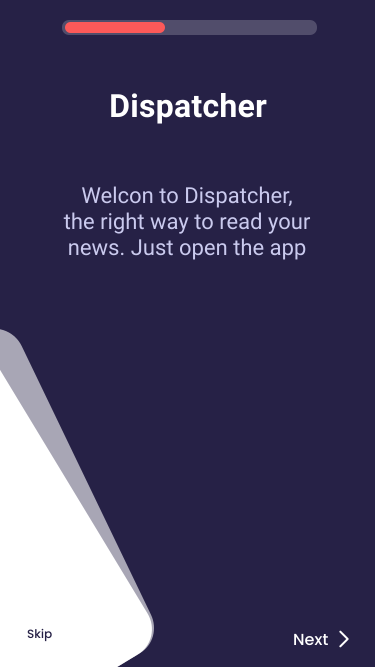 Dispatcher
Welcon to Dispatcher,
the right way to read your
news. Just open the app
Skip
Next